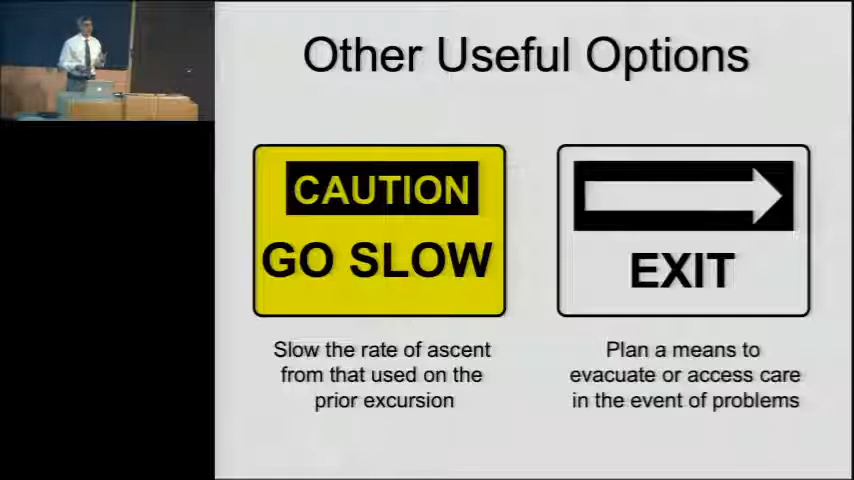 Other Useful Options
CAUTION
GO SLOW
Slow the rate of ascent
from that used on the
prior excursion
EXIT
Plan a means to
evacuate or access care
in the event of problems